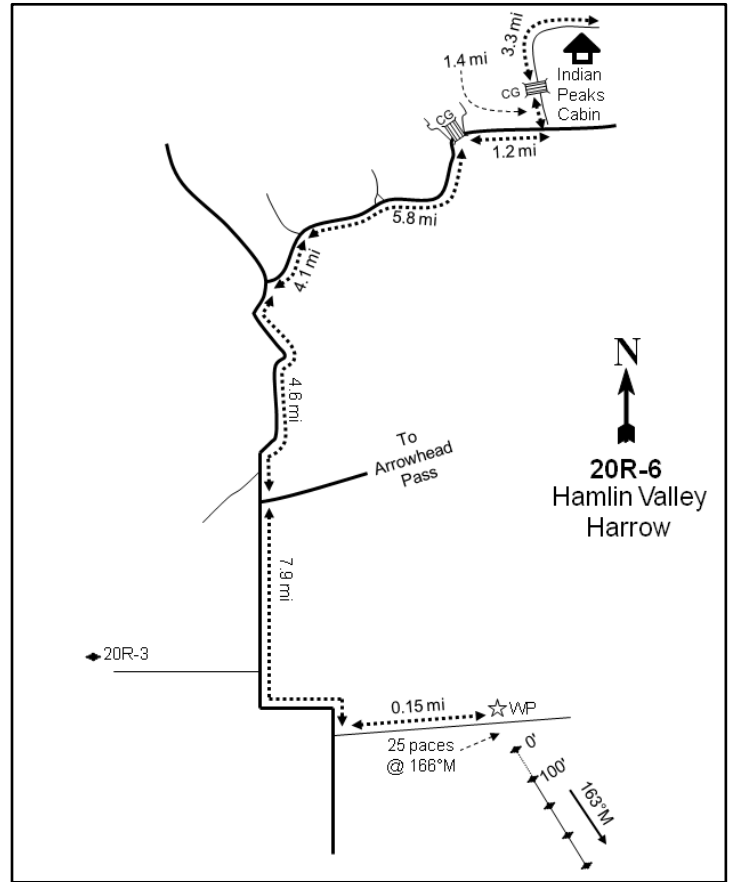 3.3 mi
1.4 mi
CG
Indian
Peaks
Cabin
CG
1.2 mi
5.8 mi
4.1 mi
4.6 mi
N
To
Arrowhead
Pass
20R-6
Hamlin Valley
Harrow
7.9 mi
20R-3
0.15 mi
WP
25 paces
@ 166°M
0'
100'
163°M